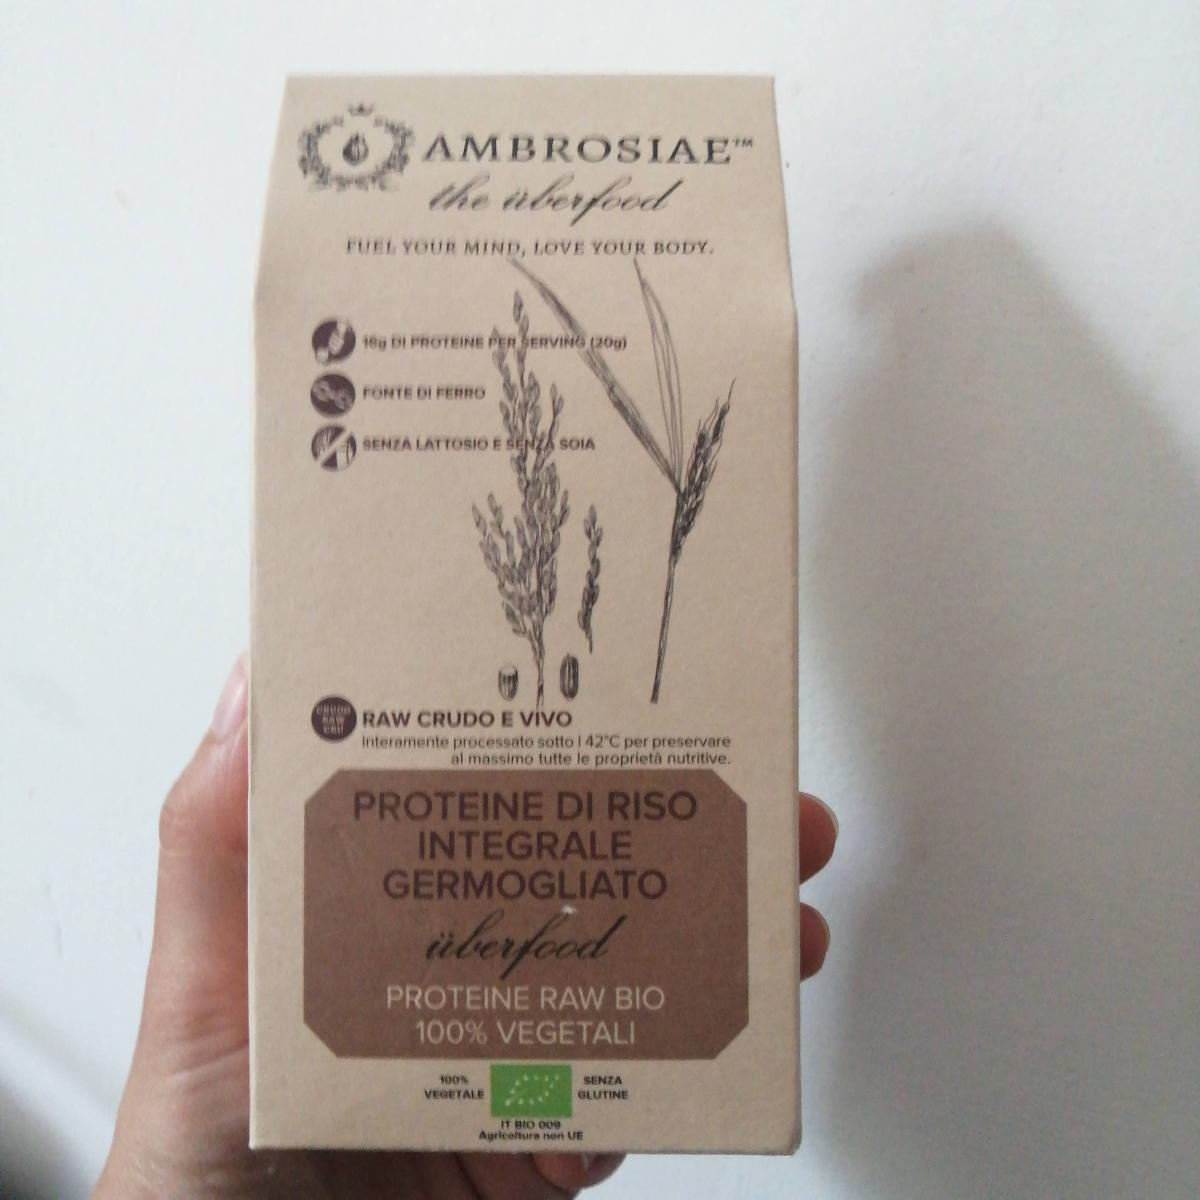 AMBROSIAE™
the überfood
FUEL YOUR MIND, LOVE YOUR BODY.
16g DI PROTEINE PER SERVING (20g)
FONTE DI FERRO
SENZA LATTOSIO E SENZA SOIA
CRUDO
RAW
CRU
RAW CRUDO E VIVO
interamente processato sotto i 42°C per preservare
al massimo tutte le proprietà nutritive.
PROTEINE DI RISO
INTEGRALE
GERMOGLIATO
überfood
PROTEINE RAW BIO
100% VEGETALI
100%
VEGETALE
SENZA
GLUTINE
IT BIO 009
Agricoltura non UE